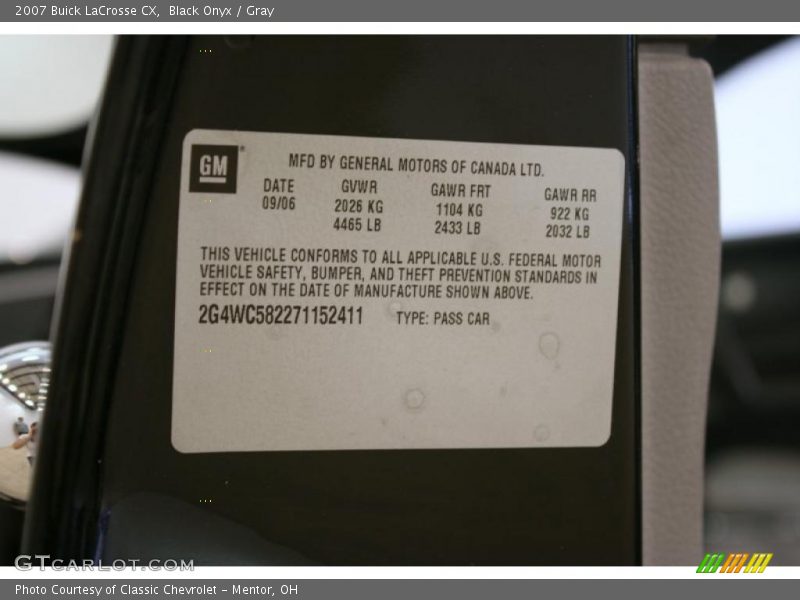 2007 Buick LaCrosse CX, Black Onyx / Gray
GM
MFD BY GENERAL MOTORS OF CANADA LTD.
DATE GVWR GAWR FRT GAWR RR
09/06 2026 KG 1104 KG 922 KG
4465 LB 2433 LB 2032 LB
THIS VEHICLE CONFORMS TO ALL APPLICABLE U.S. FEDERAL MOTOR
VEHICLE SAFETY, BUMPER, AND THEFT PREVENTION STANDARDS IN
EFFECT ON THE DATE OF MANUFACTURE SHOWN ABOVE.
2G4WC582271152411 TYPE: PASS CAR
GTCARLOT.COM
Photo Courtesy of Classic Chevrolet - Mentor, OH